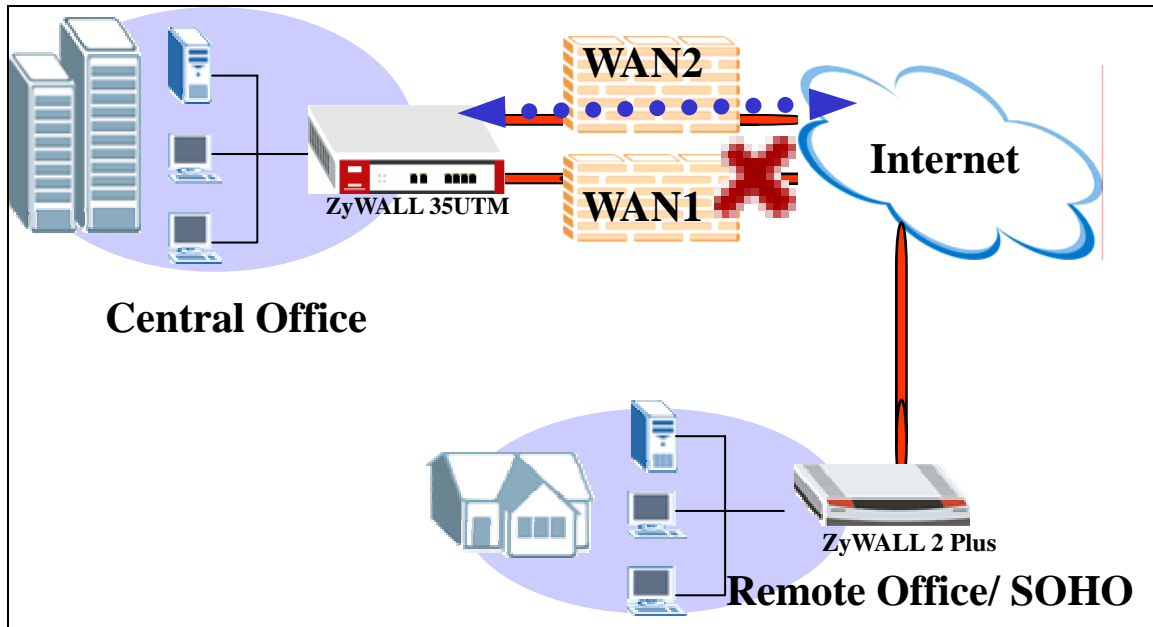 WAN2
Internet
WAN1
ZyWALL 35UTM
Central Office
ZyWALL 2 Plus
Remote Office/ SOHO